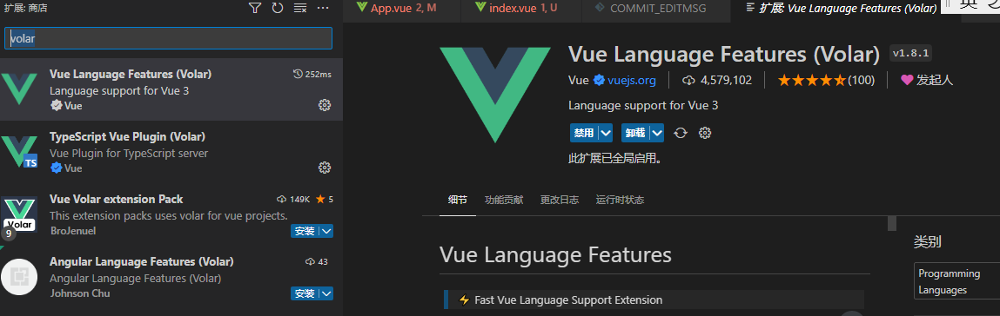 扩展: 商店
volar
Vue Language Features (Volar)
252ms
Language support for Vue 3
Vue
TypeScript Vue Plugin (Volar)
Vue Plugin for TypeScript server
TS
Vue
Vue Volar extension Pack
149K
5
This extension packs uses volar for vue projects.
Volar
9
BroJenuel
安装
Angular Language Features (Volar)
43
Angular Language Features (Volar)
Johnson Chu
安装
App.vue 2, M
index.vue 1, U
COMMIT_EDITMSG
扩展: Vue Language Features (Volar)
英
Vue Language Features (Volar)
v1.8.1
Vue
vuejs.org
4,579,102
(100)
发起人
Language support for Vue 3
禁用
卸载
此扩展已全局启用。
细节
功能贡献
更改日志
运行时状态
Vue Language Features
⚡ Fast Vue Language Support Extension
类别
Programming
Languages